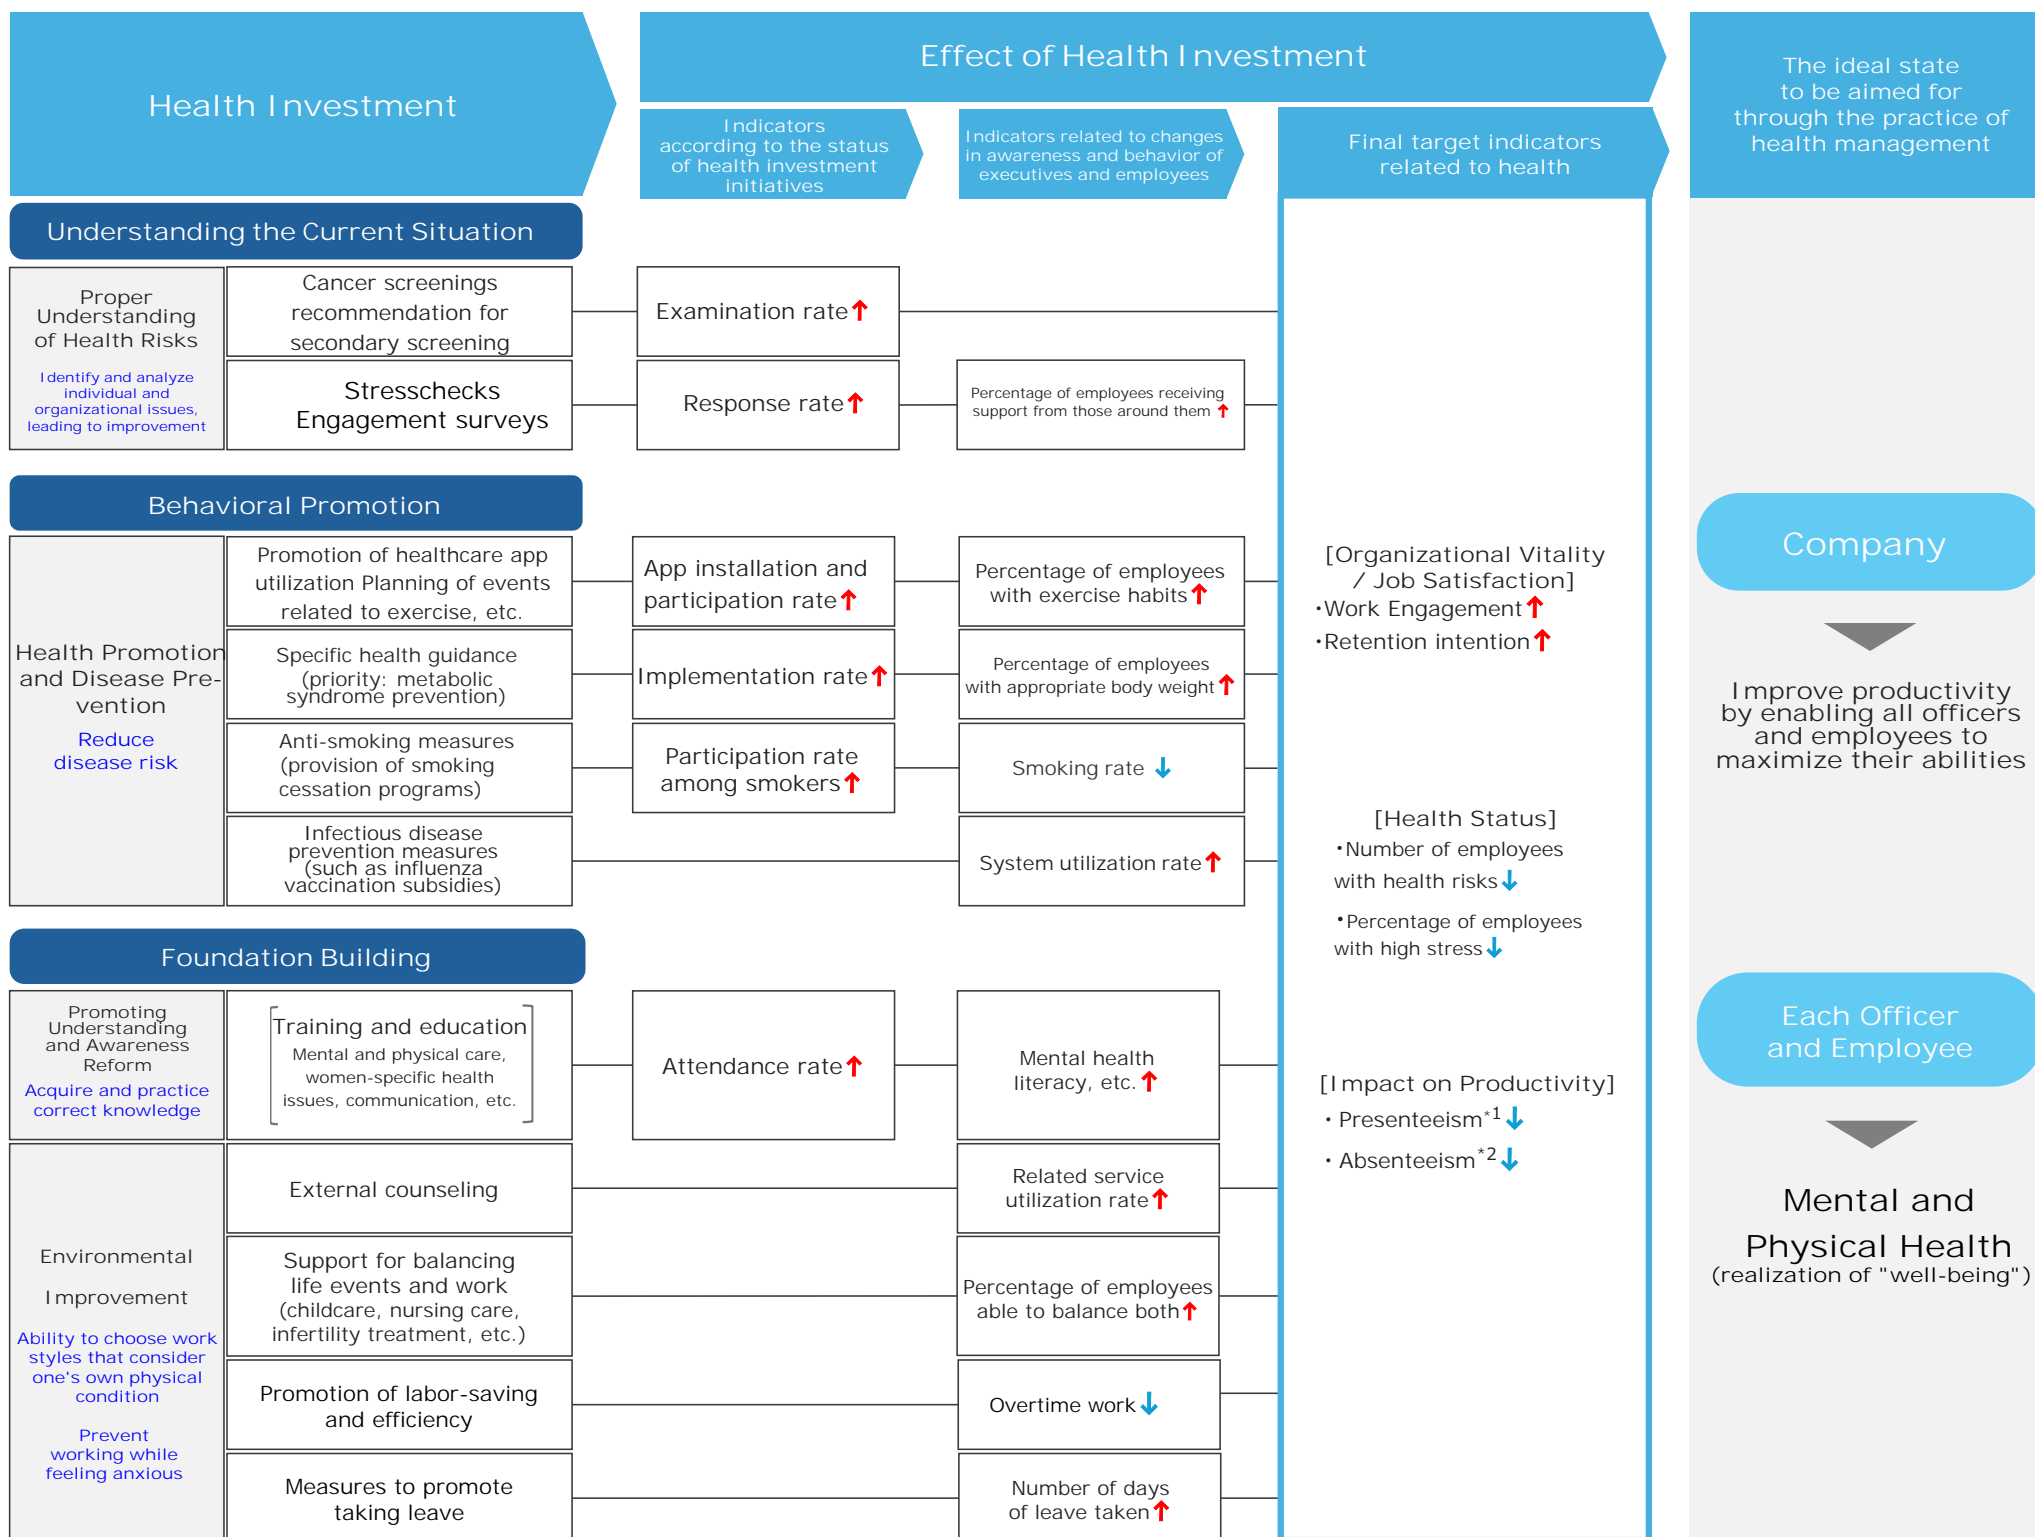 Health Investment
Effect of Health Investment
Indicators
according to the status
of health investment
initiatives
Indicators related to changes
in awareness and behavior of
executives and employees
Final target indicators
related to health
The ideal state
to be aimed for
through the practice of
health management
Understanding the Current Situation
Proper
Understanding
of Health Risks
Identify and analyze
individual and
organizational issues,
leading to improvement
Cancer screenings
recommendation for
secondary screening
Examination rate↑
Stresschecks
Engagement surveys
Response rate↑
Percentage of employees receiving
support from those around them ↑
Behavioral Promotion
Health Promotion
and Disease Pre-
vention
Reduce
disease risk
Promotion of healthcare app
utilization Planning of events
related to exercise, etc.
App installation and
participation rate↑
Percentage of employees
with exercise habits↑
Specific health guidance
(priority: metabolic
syndrome prevention)
Implementation rate↑
Percentage of employees
with appropriate body weight↑
Anti-smoking measures
(provision of smoking
cessation programs)
Participation rate
among smokers↑
Smoking rate ↓
Infectious disease
prevention measures
(such as influenza
vaccination subsidies)
System utilization rate↑
Foundation Building
Promoting
Understanding
and Awareness
Reform
Acquire and practice
correct knowledge
Training and education
Mental and physical care,
women-specific health
issues, communication, etc.
Attendance rate↑
Mental health
literacy, etc.↑
Environmental
Improvement
Ability to choose work
styles that consider
one's own physical
condition
Prevent
working while
feeling anxious
External counseling
Related service
utilization rate↑
Support for balancing
life events and work
(childcare, nursing care,
infertility treatment, etc.)
Percentage of employees
able to balance both↑
Promotion of labor-saving
and efficiency
Overtime work↓
Measures to promote
taking leave
Number of days
of leave taken↑
[Organizational Vitality
/ Job Satisfaction]
・Work Engagement↑
・Retention intention↑
[Health Status]
・Number of employees
with health risks↓
・Percentage of employees
with high stress↓
[Impact on Productivity]
・Presenteeism*1↓
・Absenteeism*2↓
Company
Improve productivity
by enabling all officers
and employees to
maximize their abilities
Each Officer
and Employee
Mental and
Physical Health
(realization of "well-being")